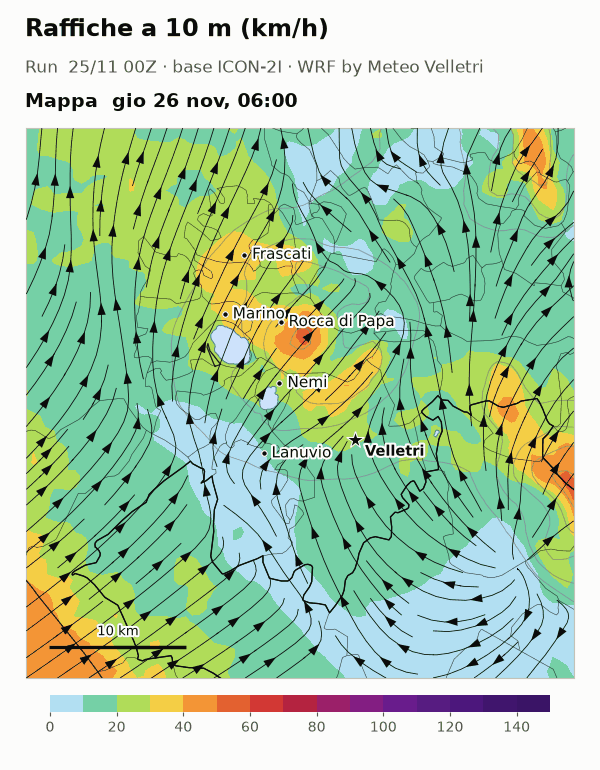 Raffiche a 10 m (km/h)
Run  25/11 00Z · base ICON-2I · WRF by Meteo Velletri
Mappa  gio 26 nov, 06:00
Frascati
Marino
Rocca di Papa
Nemi
Velletri
Lanuvio
10 km
0 20 40 60 80 100 120 140